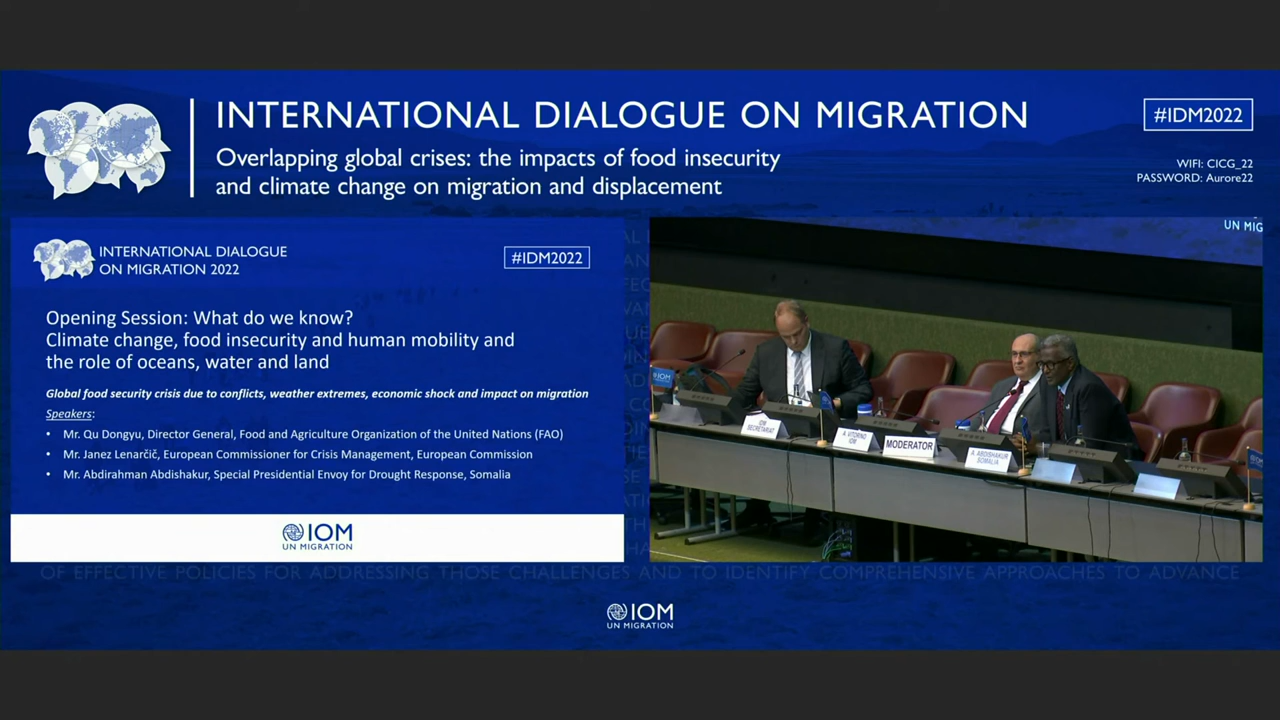 INTERNATIONAL DIALOGUE ON MIGRATION
Overlapping global crises: the impacts of food insecurity
and climate change on migration and displacement
#IDM2022
WIFI: CICG_22
PASSWORD: Aurore22
INTERNATIONAL DIALOGUE
ON MIGRATION 2022
#IDM2022
Opening Session: What do we know?
Climate change, food insecurity and human mobility and
the role of oceans, water and land
Global food security crisis due to conflicts, weather extremes, economic shock and impact on migration
Speakers:
• Mr. Qu Dongyu, Director General, Food and Agriculture Organization of the United Nations (FAO)
• Mr. Janez Lenarčič, European Commissioner for Crisis Management, European Commission
• Mr. Abdirahman Abdishakur, Special Presidential Envoy for Drought Response, Somalia
IOM
UN MIGRATION
UN MIG
IOM
IOM
SECRETARIAT
A. VITORINO
IOM
MODERATOR
A. ABDISHAKUR
SOMALIA
OF EFFECTIVE POLICIES FOR ADDRESSING THOSE CHALLENGES AND TO IDENTIFY COMPREHENSIVE APPROACHES TO ADVANCE
IOM
UN MIGRATION